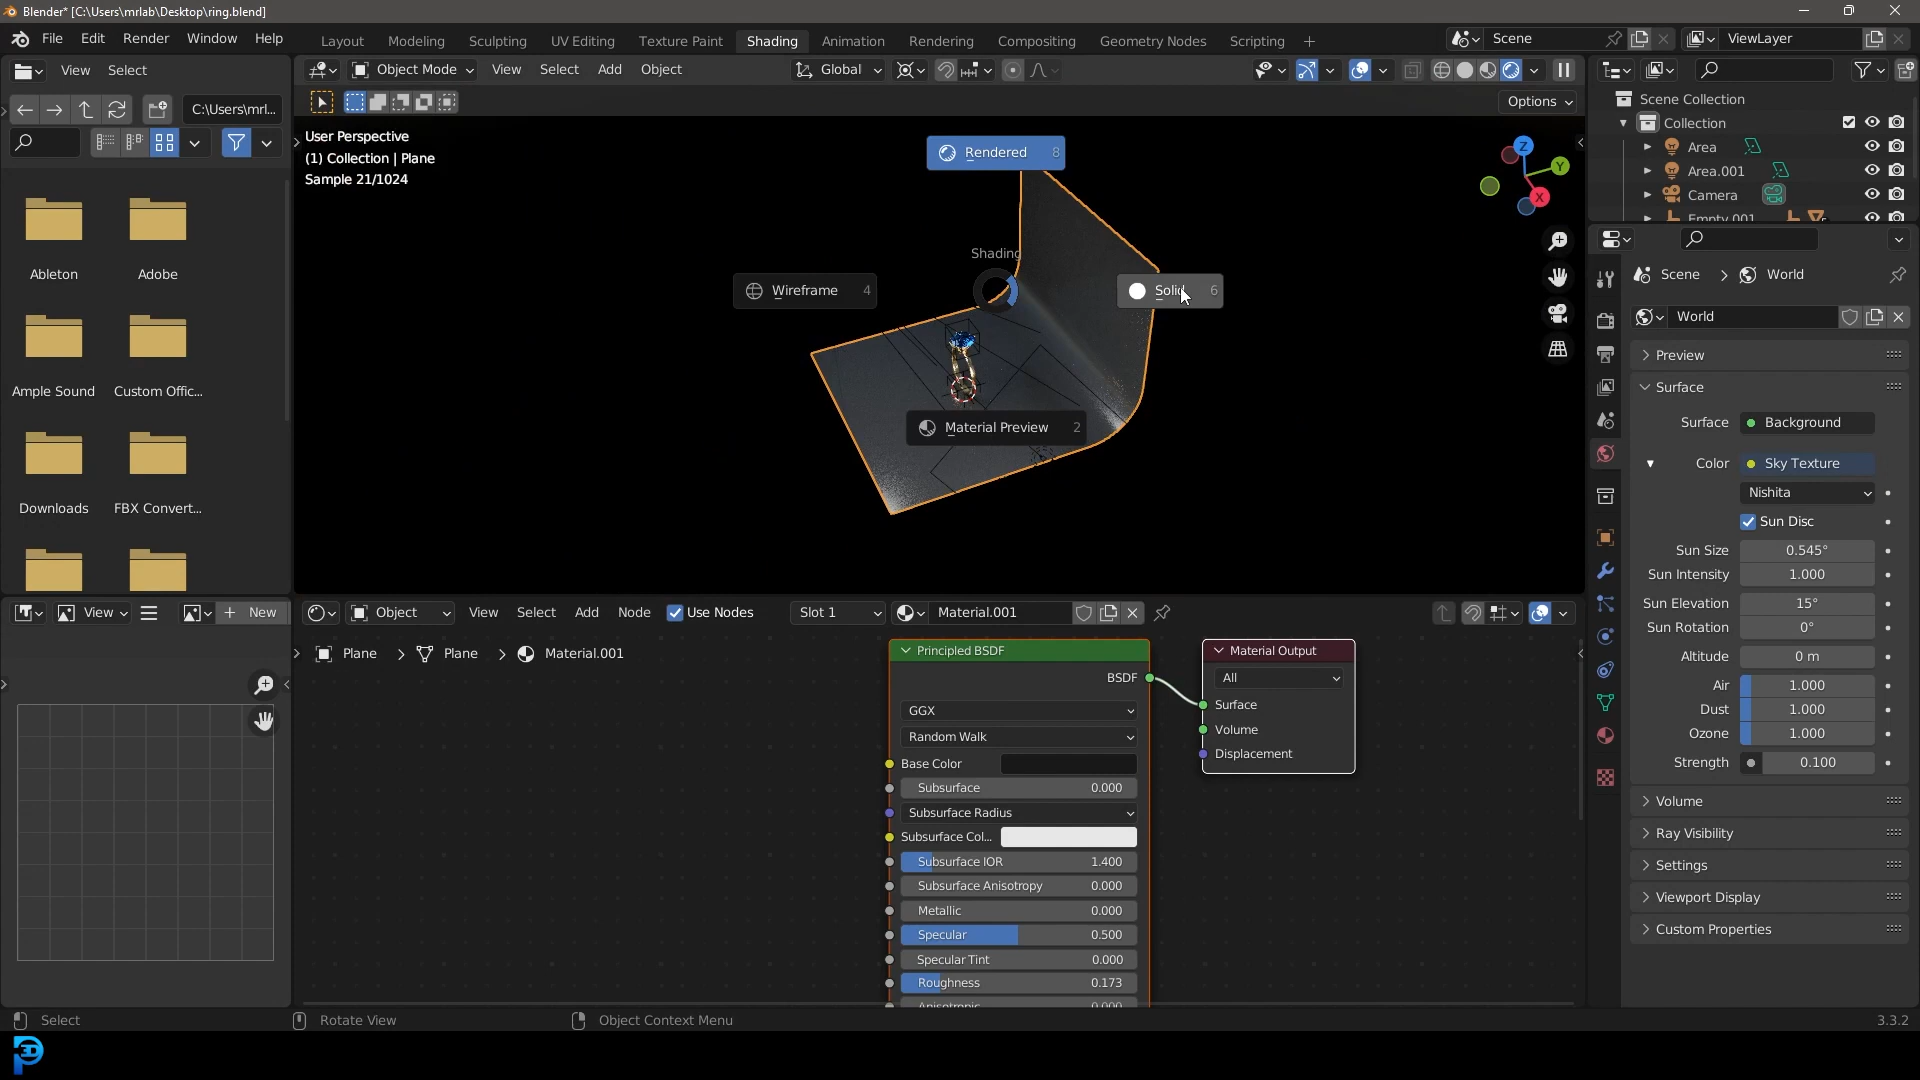 Blender* [C:\Users\mrlab\Desktop\ring.blend]
File Edit Render Window Help
Layout Modeling Sculpting UV Editing Texture Paint Shading Animation Rendering Compositing Geometry Nodes Scripting +
Scene
ViewLayer
View Select
Object Mode View Select Add Object
Global
C:\Users\mrl...
Options
User Perspective
(1) Collection | Plane
Sample 21/1024
Rendered 8
Shading
Wireframe 4
Solid 6
Material Preview 2
Z
Y
X
Ableton Adobe
Ample Sound Custom Offic...
Downloads FBX Convert...
Scene Collection
Collection
Area
Area.001
Camera
Empty.001
Scene > World
World
Preview
Surface
Surface Background
Color Sky Texture
Nishita
Sun Disc
Sun Size 0.545°
Sun Intensity 1.000
Sun Elevation 15°
Sun Rotation 0°
Altitude 0 m
Air 1.000
Dust 1.000
Ozone 1.000
Strength 0.100
Volume
Ray Visibility
Settings
Viewport Display
Custom Properties
View
New
Object View Select Add Node Use Nodes Slot 1 Material.001
Plane > Plane > Material.001
Principled BSDF
BSDF
GGX
Random Walk
Base Color
Subsurface 0.000
Subsurface Radius
Subsurface Col...
Subsurface IOR 1.400
Subsurface Anisotropy 0.000
Metallic 0.000
Specular 0.500
Specular Tint 0.000
Roughness 0.173
Anisotropic 0.000
Material Output
All
Surface
Volume
Displacement
Select Rotate View Object Context Menu 3.3.2